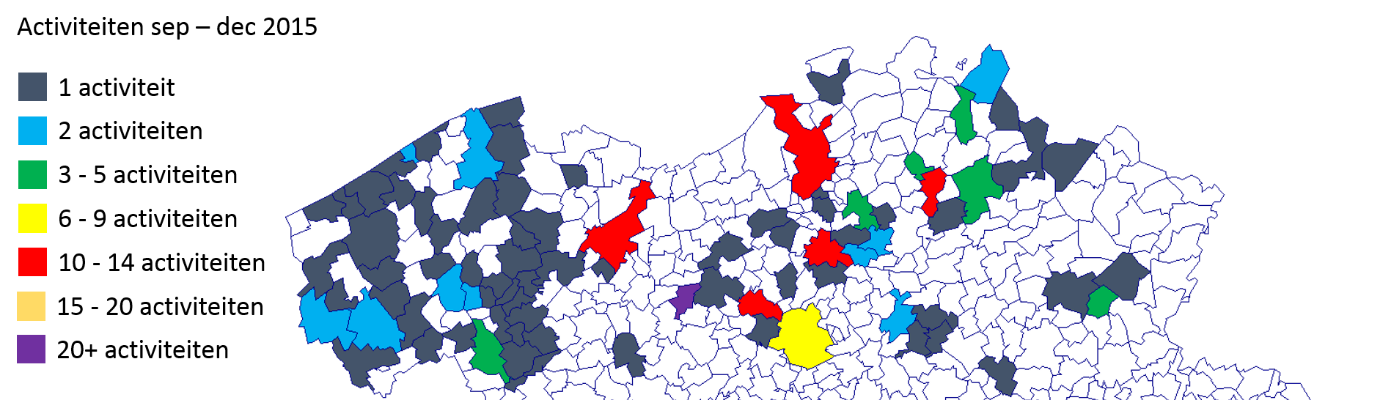 Activiteiten sep – dec 2015
1 activiteit
2 activiteiten
3 - 5 activiteiten
6 - 9 activiteiten
10 - 14 activiteiten
15 - 20 activiteiten
20+ activiteiten